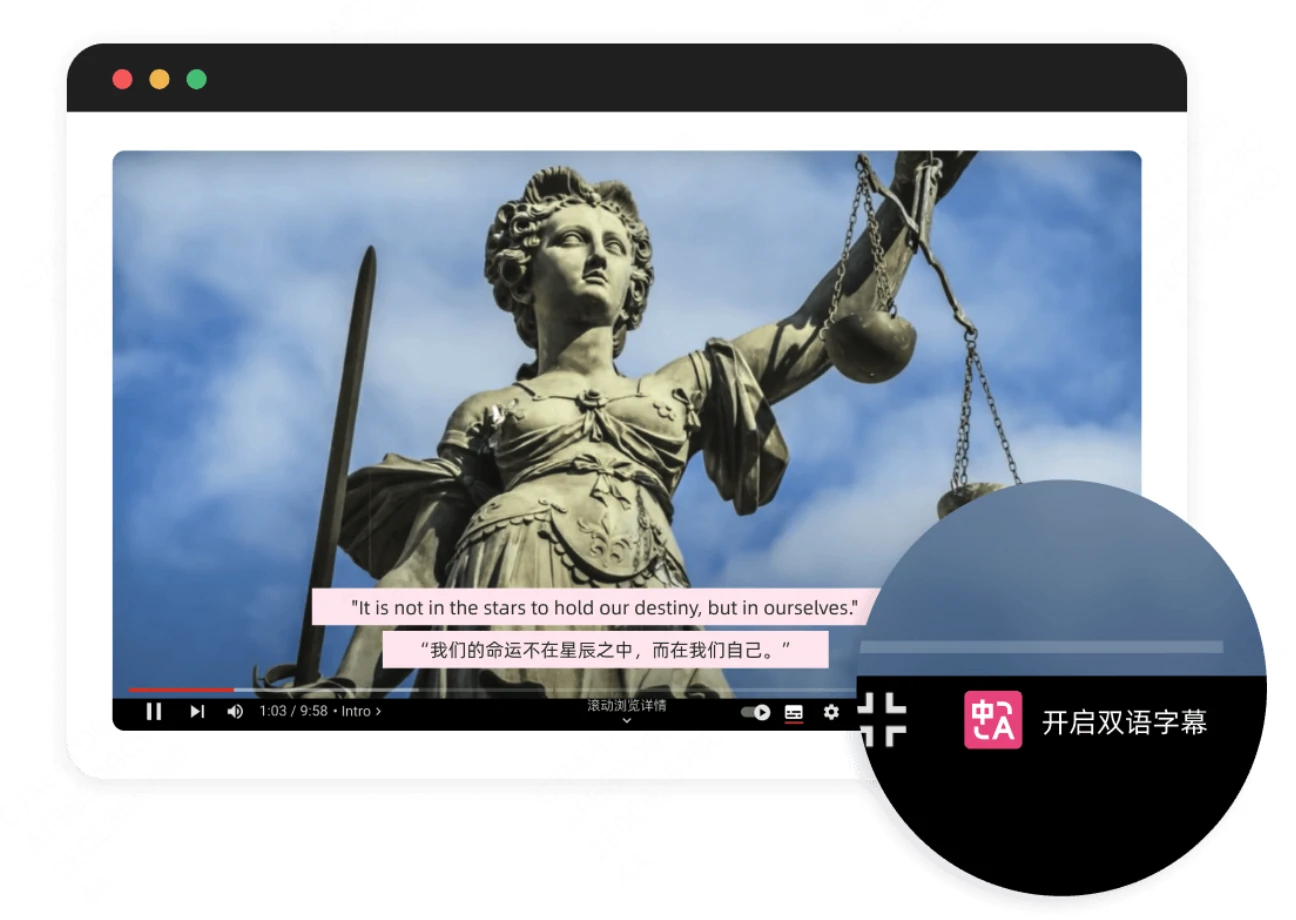 "It is not in the stars to hold our destiny, but in ourselves."
“我们的命运不在星辰之中，而在我们自己。”
1:03 / 9:58 • Intro ›
滚动浏览详情
中A
开启双语字幕